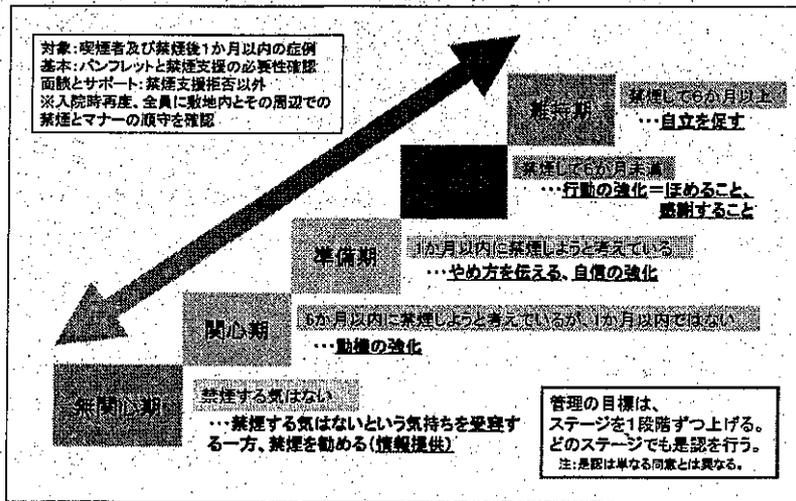 対象:喫煙者及び禁煙後1か月以内の症例
基本:パンフレットと禁煙支援の必要性確認
面談とサポート:禁煙支援拒否以外
※入院時再度、全員に敷地内とその周辺での
禁煙とマナーの順守を確認
維持期
禁煙して6か月以上
…自立を促す
禁煙して6か月未満
…行動の強化=ほめること、
感謝すること
準備期
1か月以内に禁煙しようと考えている
…やめ方を伝える、自信の強化
関心期
6か月以内に禁煙しようと考えているが、1か月以内ではない
…動機の強化
無関心期
禁煙する気はない
…禁煙する気はないという気持ちを受容す
る一方、禁煙を勧める(情報提供)
管理の目標は、
ステージを1段階ずつ上げる。
どのステージでも是認を行う。
注:是認は単なる同意とは異なる。